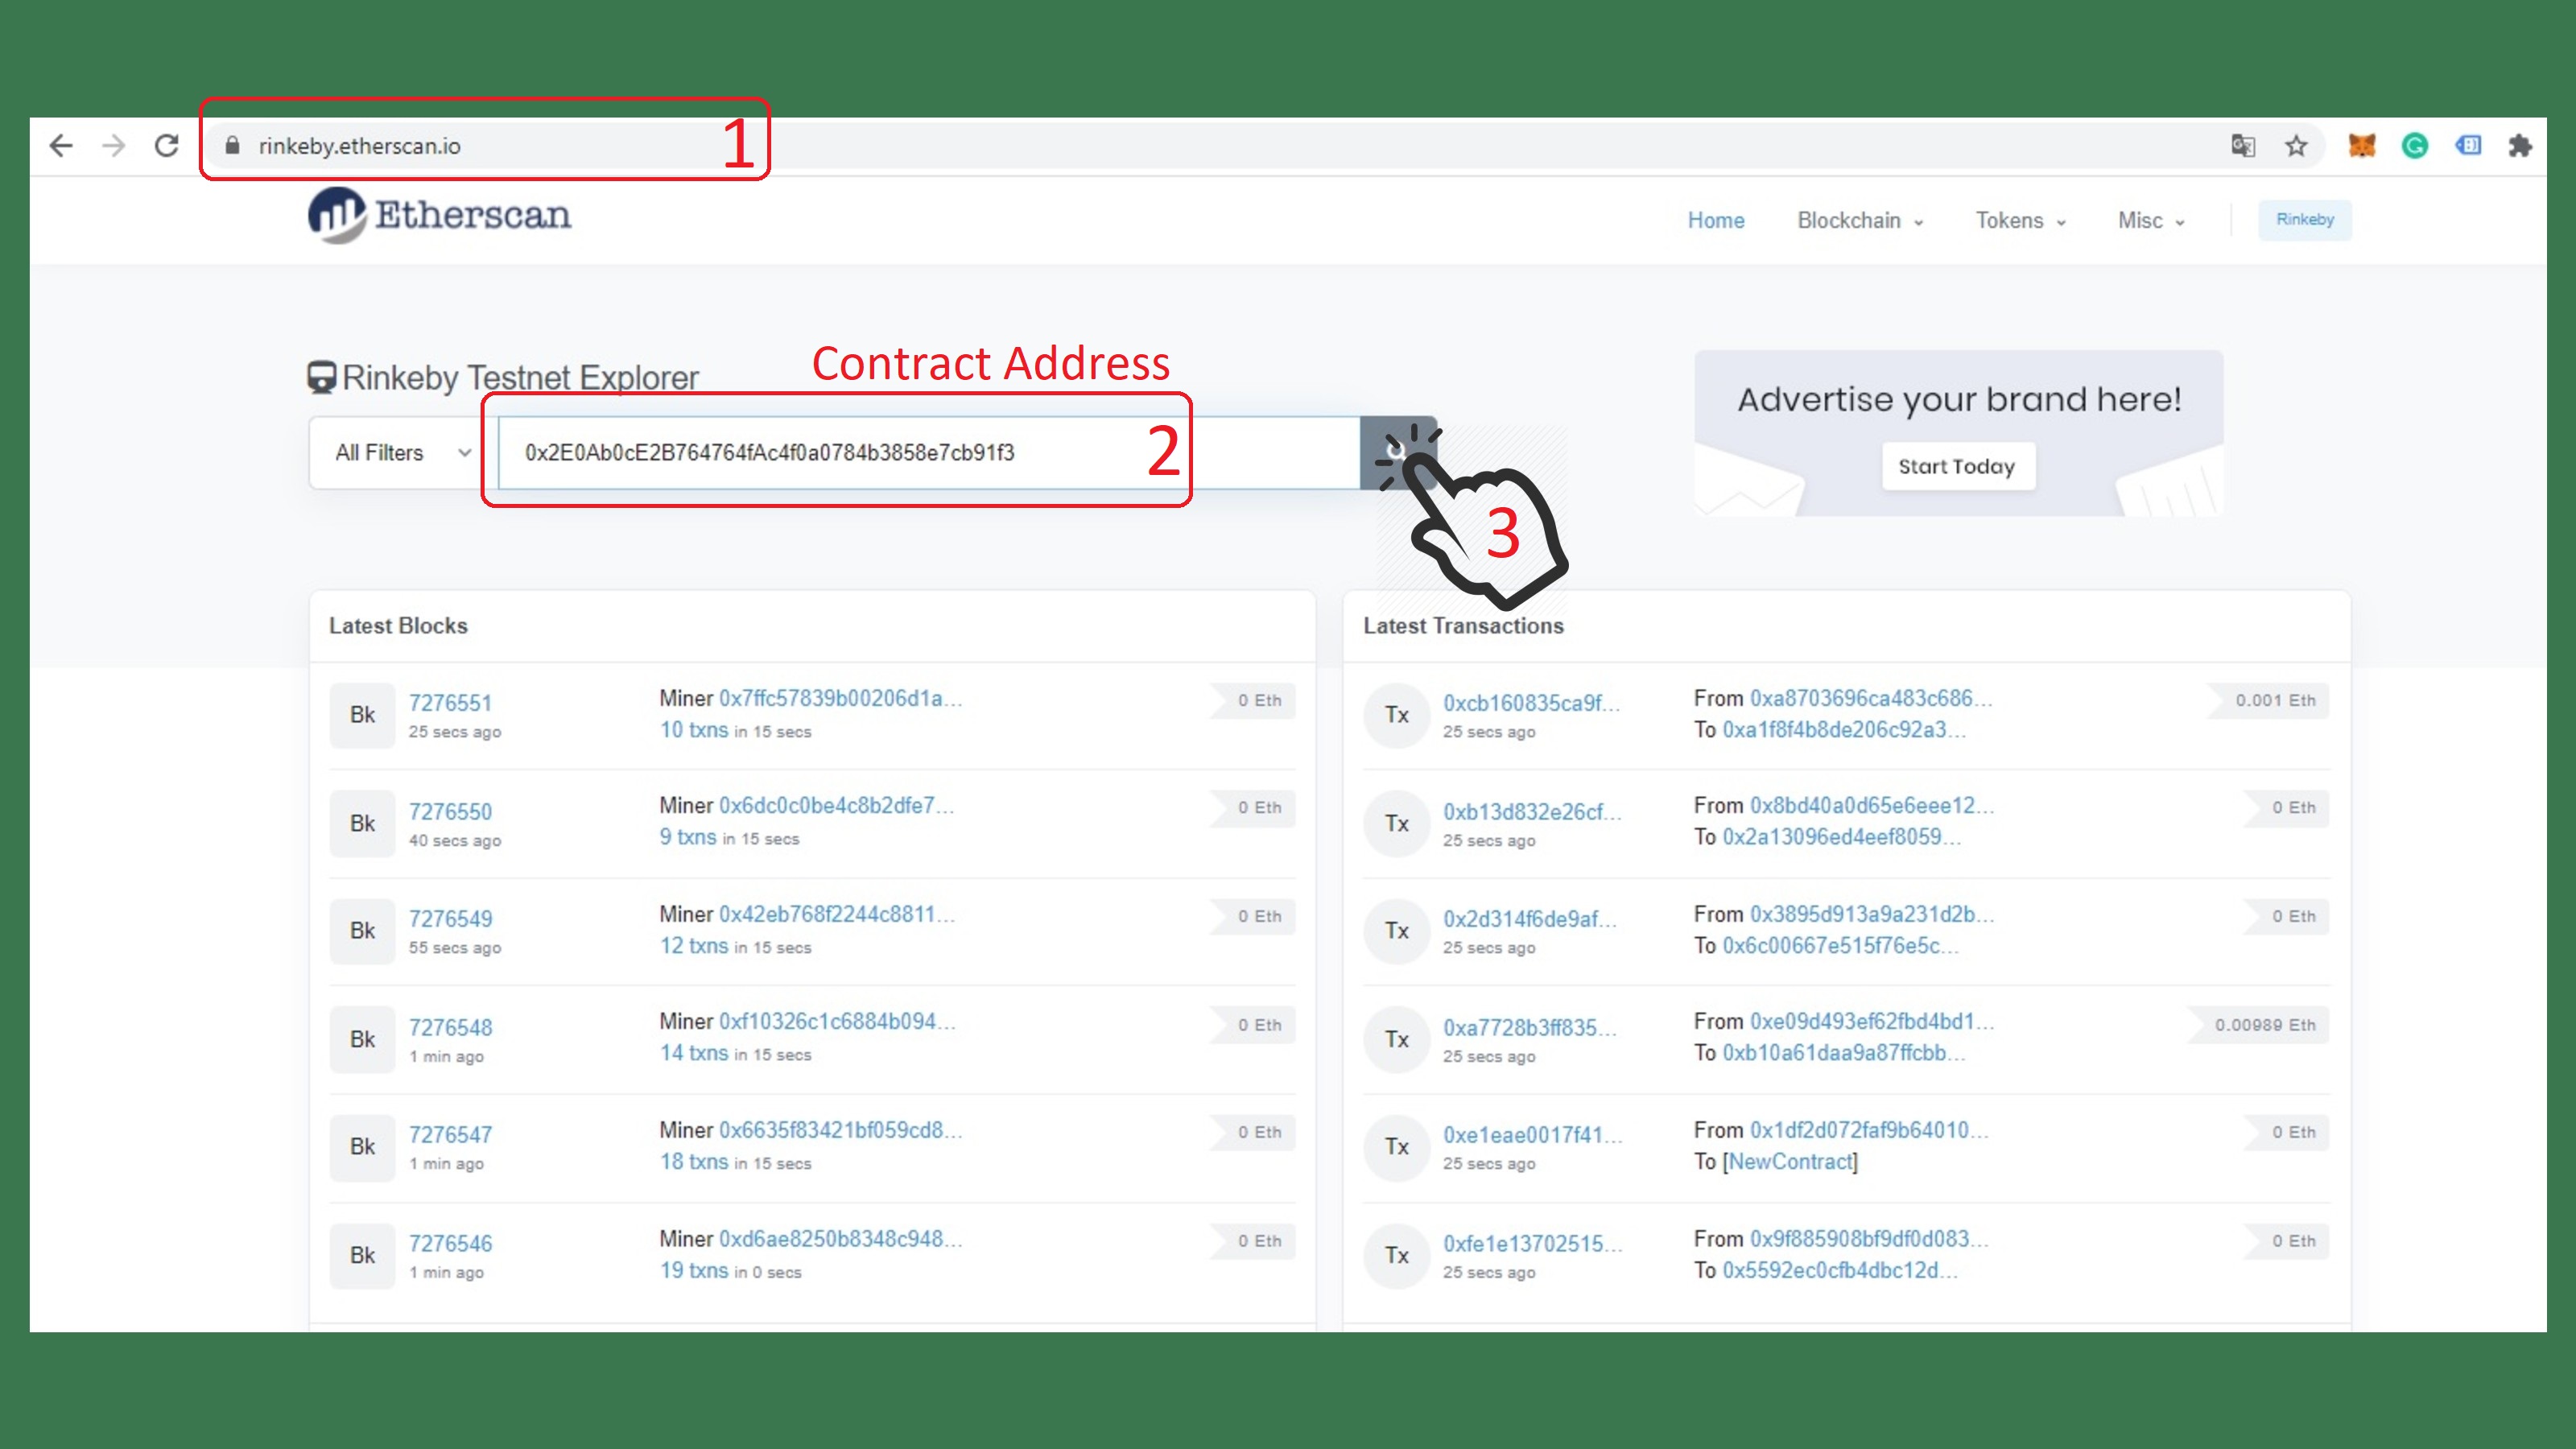 rinkeby.etherscan.io
1
Etherscan
Home Blockchain Tokens Misc Rinkeby
Contract Address
Rinkeby Testnet Explorer
All Filters
0x2E0Ab0cE2B764764fAc4f0a0784b3858e7cb91f3
2
3
Advertise your brand here!
Start Today
Latest Blocks
Bk 7276551 Miner 0x7ffc57839b00206d1a... 0 Eth
25 secs ago 10 txns in 15 secs
Bk 7276550 Miner 0x6dc0c0be4c8b2dfe7... 0 Eth
40 secs ago 9 txns in 15 secs
Bk 7276549 Miner 0x42eb768f2244c8811... 0 Eth
55 secs ago 12 txns in 15 secs
Bk 7276548 Miner 0xf10326c1c6884b094... 0 Eth
1 min ago 14 txns in 15 secs
Bk 7276547 Miner 0x6635f83421bf059cd8... 0 Eth
1 min ago 18 txns in 15 secs
Bk 7276546 Miner 0xd6ae8250b8348c948... 0 Eth
1 min ago 19 txns in 0 secs
Latest Transactions
Tx 0xcb160835ca9f... From 0xa8703696ca483c686... 0.001 Eth
25 secs ago To 0xa1f8f4b8de206c92a3...
Tx 0xb13d832e26cf... From 0x8bd40a0d65e6eee12... 0 Eth
25 secs ago To 0x2a13096ed4eef8059...
Tx 0x2d314f6de9af... From 0x3895d913a9a231d2b... 0 Eth
25 secs ago To 0x6c00667e515f76e5c...
Tx 0xa7728b3ff835... From 0xe09d493ef62fbd4bd1... 0.00989 Eth
25 secs ago To 0xb10a61daa9a87ffcbb...
Tx 0xe1eae0017f41... From 0x1df2d072faf9b64010... 0 Eth
25 secs ago To [NewContract]
Tx 0xfe1e13702515... From 0x9f885908bf9df0d083... 0 Eth
25 secs ago To 0x5592ec0cfb4dbc12d...